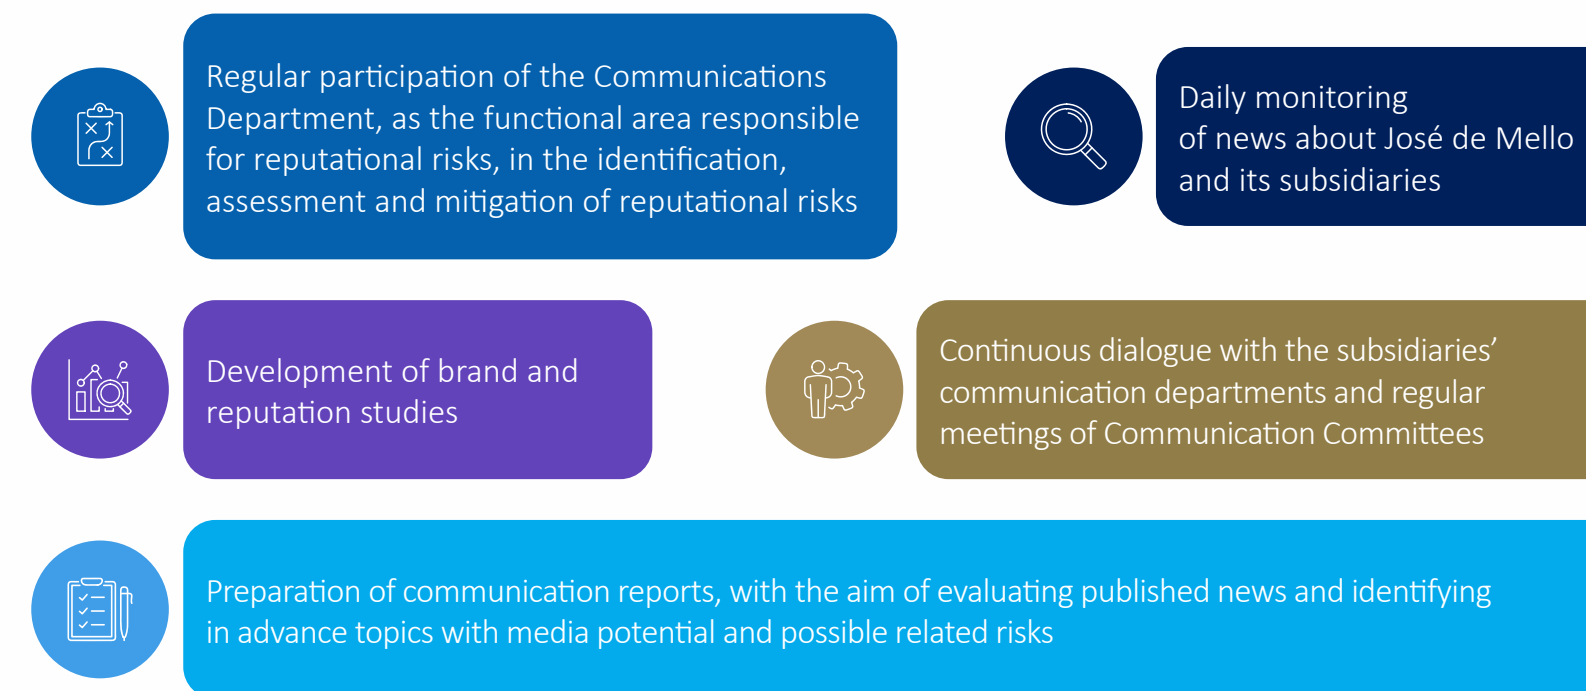 Regular participation of the Communications
Department, as the functional area responsible
for reputational risks, in the identification,
assessment and mitigation of reputational risks
Daily monitoring
of news about José de Mello
and its subsidiaries
Development of brand and
reputation studies
Continuous dialogue with the subsidiaries’
communication departments and regular
meetings of Communication Committees
Preparation of communication reports, with the aim of evaluating published news and identifying
in advance topics with media potential and possible related risks